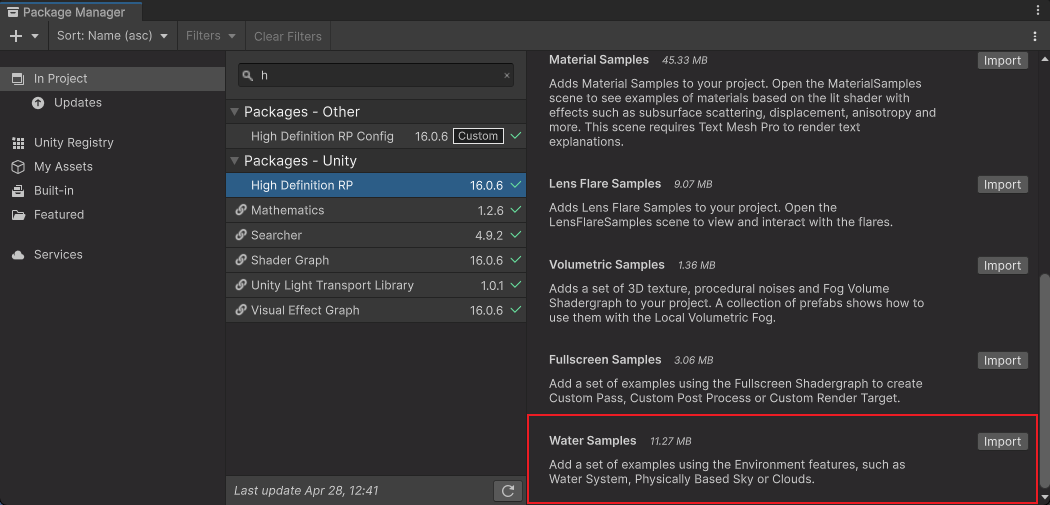 Package Manager
Sort: Name (asc)
Filters
Clear Filters
In Project
Updates
Unity Registry
My Assets
Built-in
Featured
Services
h
Packages - Other
High Definition RP Config 16.0.6 Custom
Packages - Unity
High Definition RP 16.0.6
Mathematics 1.2.6
Searcher 4.9.2
Shader Graph 16.0.6
Unity Light Transport Library 1.0.1
Visual Effect Graph 16.0.6
Last update Apr 28, 12:41
Material Samples 45.33 MB Import
Adds Material Samples to your project. Open the MaterialSamples
scene to see examples of materials based on the lit shader with
effects such as subsurface scattering, displacement, anisotropy and
more. This scene requires Text Mesh Pro to render text
explanations.
Lens Flare Samples 9.07 MB Import
Adds Lens Flare Samples to your project. Open the
LensFlareSamples scene to view and interact with the flares.
Volumetric Samples 1.36 MB Import
Adds a set of 3D texture, procedural noises and Fog Volume
Shadergraph to your project. A collection of prefabs shows how to
use them with the Local Volumetric Fog.
Fullscreen Samples 3.06 MB Import
Add a set of examples using the Fullscreen Shadergraph to create
Custom Pass, Custom Post Process or Custom Render Target.
Water Samples 11.27 MB Import
Add a set of examples using the Environment features, such as
Water System, Physically Based Sky or Clouds.